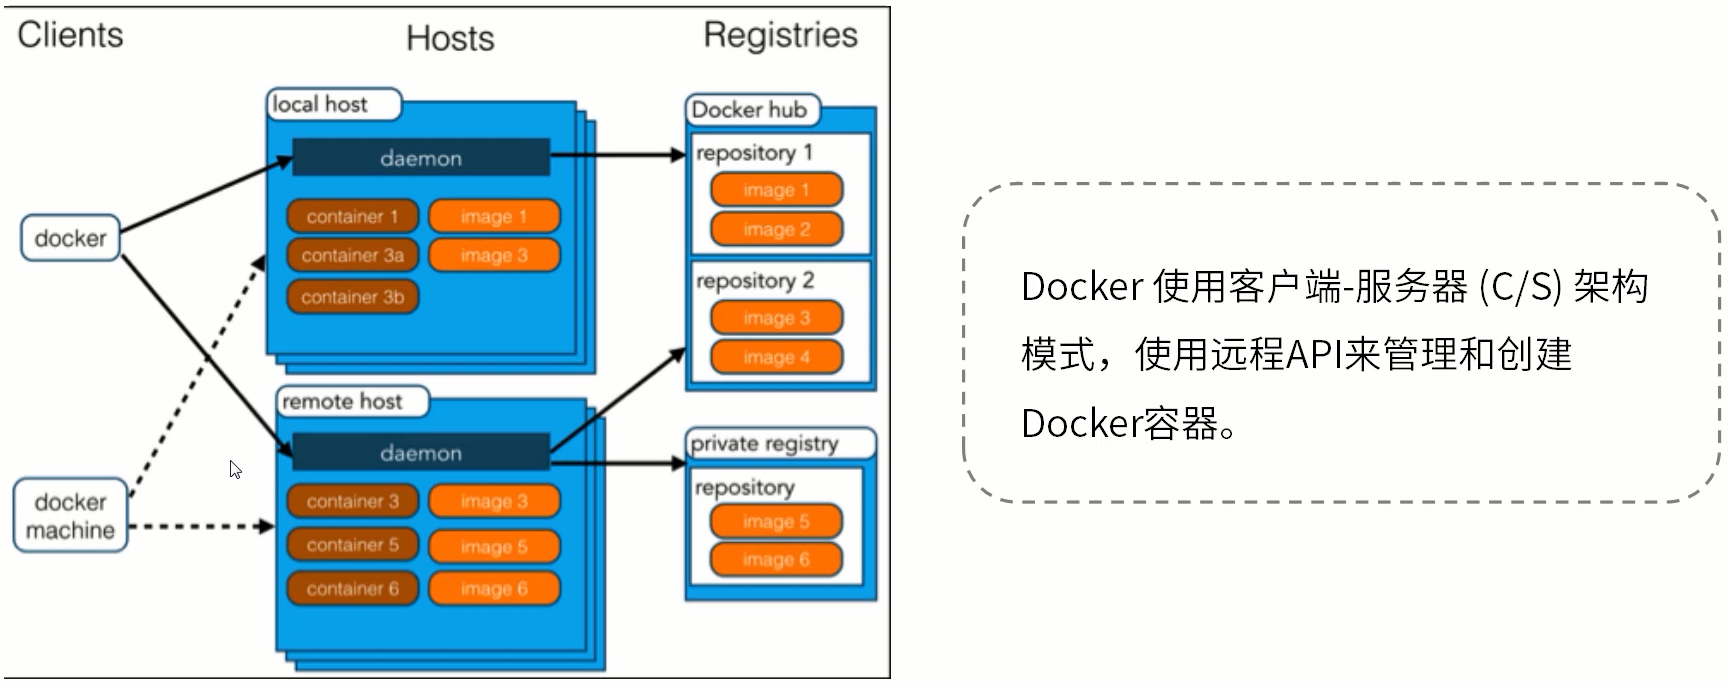 Clients
Hosts
Registries
docker
docker
machine
local host
daemon
container 1
image 1
container 3a
image 3
container 3b
remote host
daemon
container 3
image 3
container 5
image 5
container 6
image 6
Docker hub
repository 1
image 1
image 2
repository 2
image 3
image 4
private registry
repository
image 5
image 6
Docker 使用客户端-服务器 (C/S) 架构
模式，使用远程API来管理和创建
Docker容器。